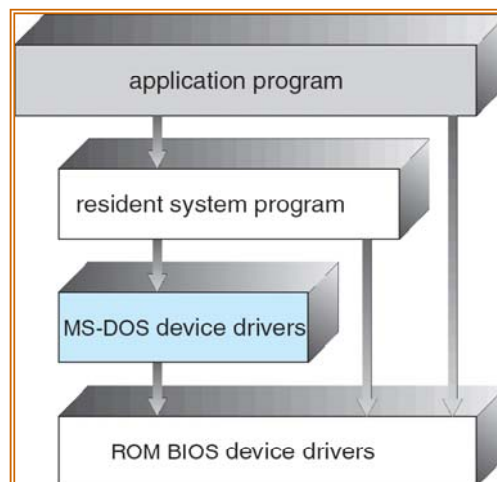 application program
resident system program
MS-DOS device drivers
ROM BIOS device drivers